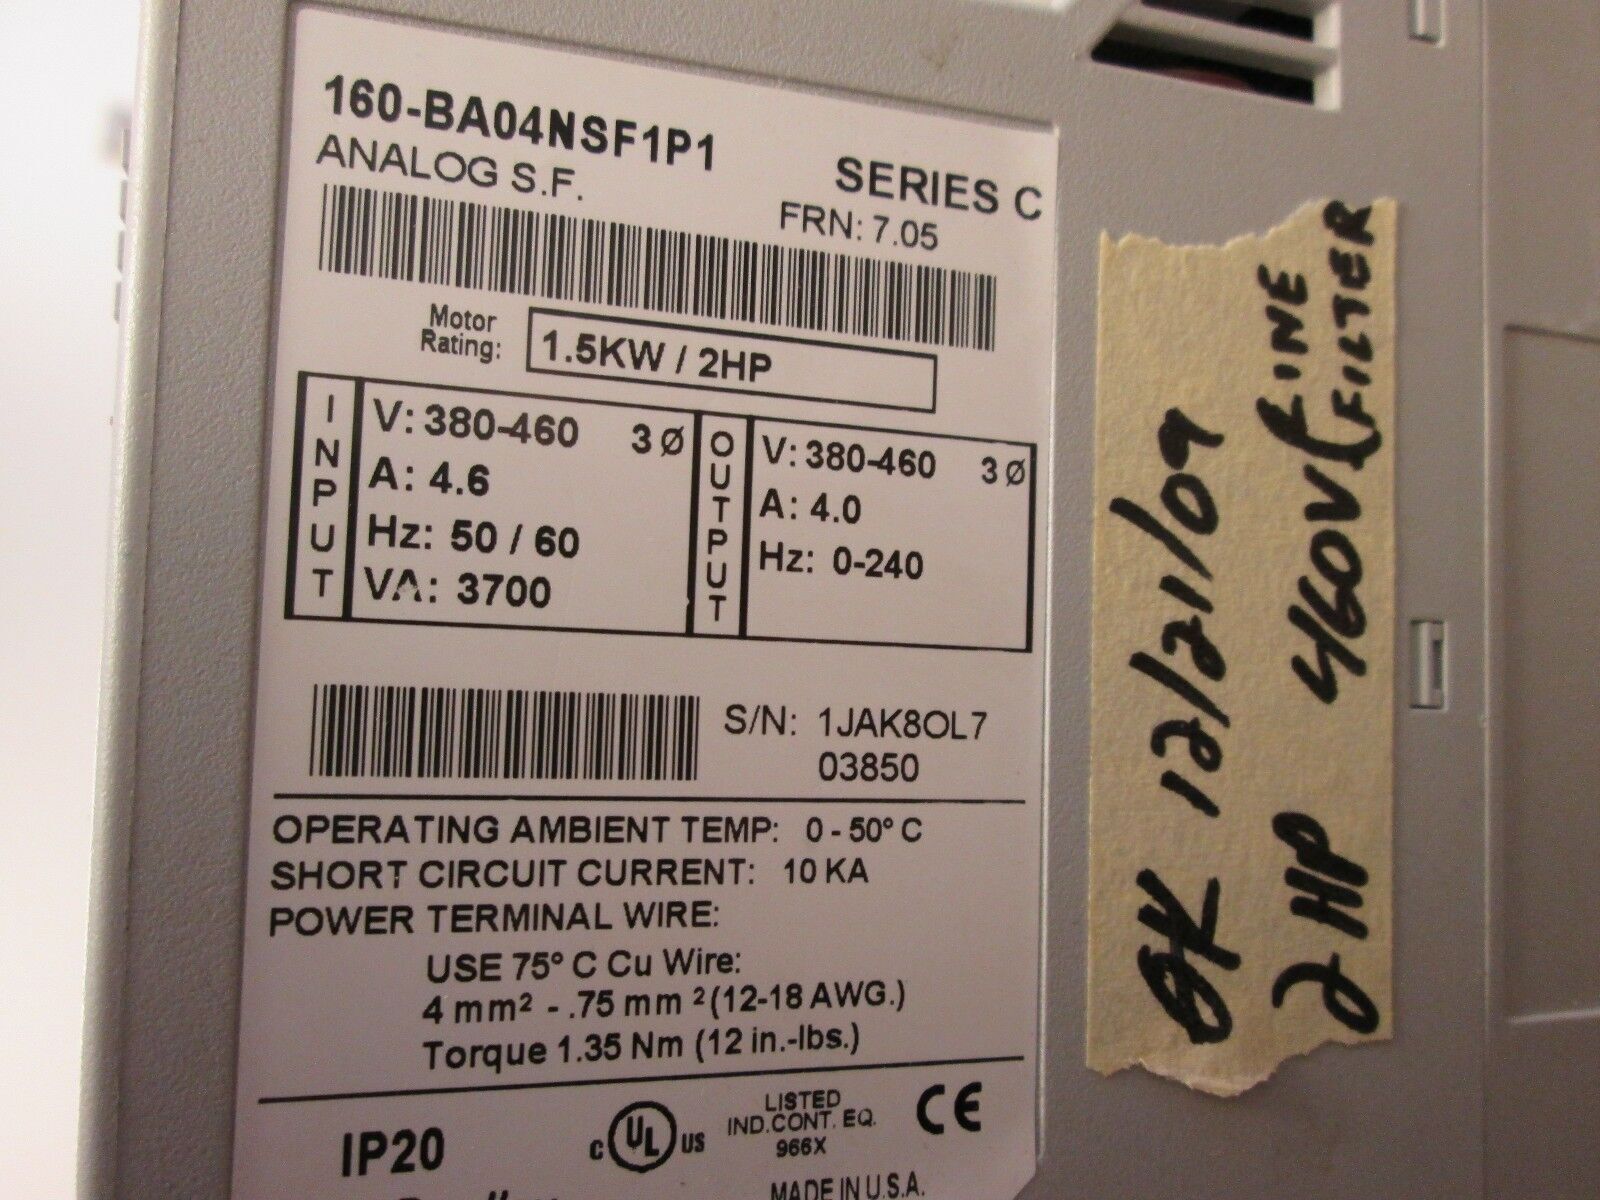 160-BA04NSF1P1
ANALOG S.F.
SERIES C
FRN: 7.05
Motor
Rating:
1.5KW / 2HP
INPUT
V: 380-460 3 Ø
A: 4.6
Hz: 50 / 60
VA: 3700
OUTPUT
V: 380-460 3 Ø
A: 4.0
Hz: 0-240
S/N: 1JAK8OL7
03850
OPERATING AMBIENT TEMP: 0 - 50° C
SHORT CIRCUIT CURRENT: 10 KA
POWER TERMINAL WIRE:
USE 75° C Cu Wire:
4 mm² - .75 mm ² (12-18 AWG.)
Torque 1.35 Nm (12 in.-lbs.)
IP20
C UL US
LISTED
IND.CONT. EQ.
966X
CE
MADE IN U.S.A.
OK 12/21/09
2HP 460V (LINE
FILTER